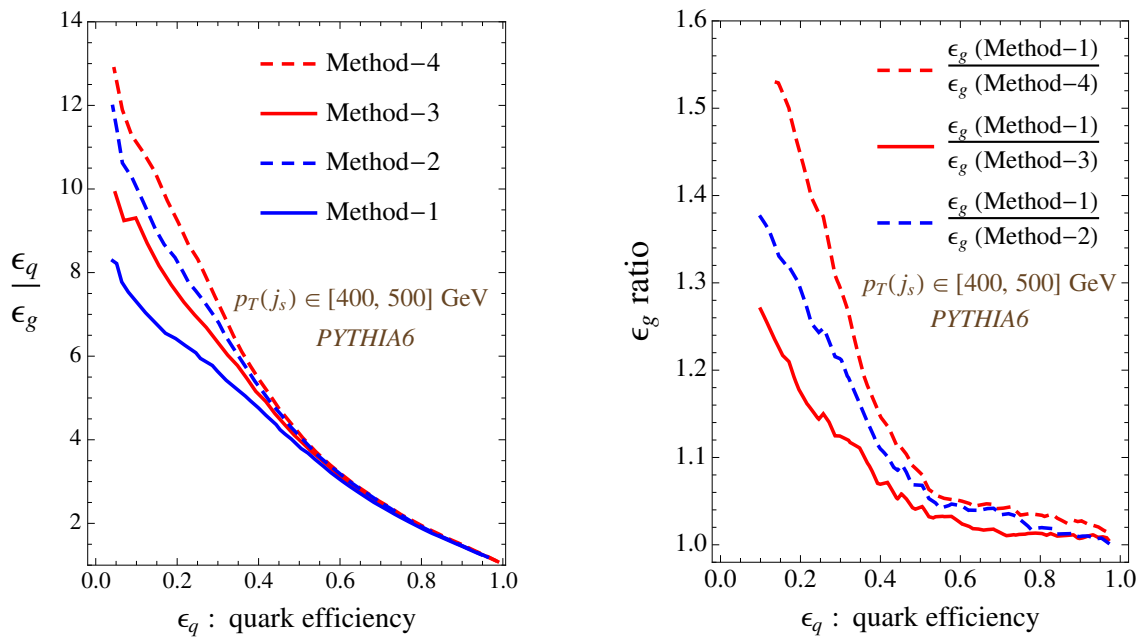 14
12
10
8
6
4
2
0.0 0.2 0.4 0.6 0.8 1.0
ϵq
ϵg
Method−4
Method−3
Method−2
Method−1
pT(js) ∈ [400, 500] GeV
PYTHIA6
ϵq : quark efficiency
1.6
1.5
1.4
1.3
1.2
1.1
1.0
0.0 0.2 0.4 0.6 0.8 1.0
ϵg ratio
ϵg (Method−1)
ϵg (Method−4)
ϵg (Method−1)
ϵg (Method−3)
ϵg (Method−1)
ϵg (Method−2)
pT(js) ∈ [400, 500] GeV
PYTHIA6
ϵq : quark efficiency